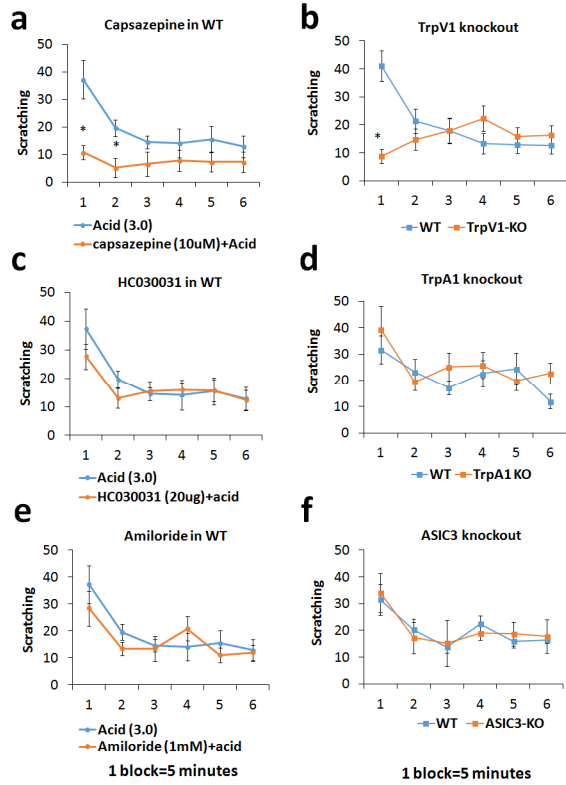 a
Capsazepine in WT
Scratching
50
40
30
20
10
0
*
*
1 2 3 4 5 6
Acid (3.0)
capsazepine (10uM)+Acid
b
TrpV1 knockout
Scratching
50
40
30
20
10
0
*
1 2 3 4 5 6
WT TrpV1-KO
c
HC030031 in WT
Scratching
50
40
30
20
10
0
1 2 3 4 5 6
Acid (3.0)
HC030031 (20ug)+acid
d
TrpA1 knockout
Scratching
50
40
30
20
10
0
1 2 3 4 5 6
WT TrpA1 KO
e
Amiloride in WT
Scratching
50
40
30
20
10
0
1 2 3 4 5 6
Acid (3.0)
Amiloride (1mM)+acid
1 block=5 minutes
f
ASIC3 knockout
Scratching
50
40
30
20
10
0
1 2 3 4 5 6
WT ASIC3-KO
1 block=5 minutes